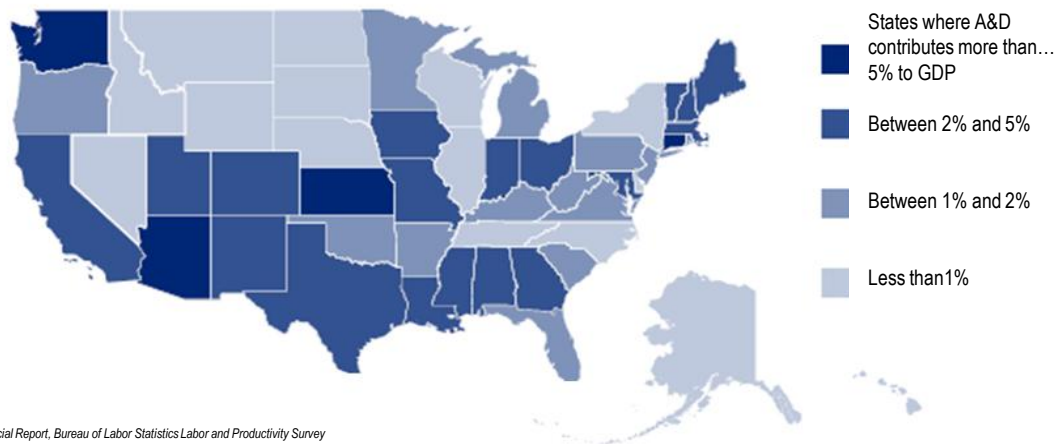 States where A&D
contributes more than…
5% to GDP
Between 2% and 5%
Between 1% and 2%
Less than1%
Report, Bureau of Labor Statistics Labor and Productivity Survey